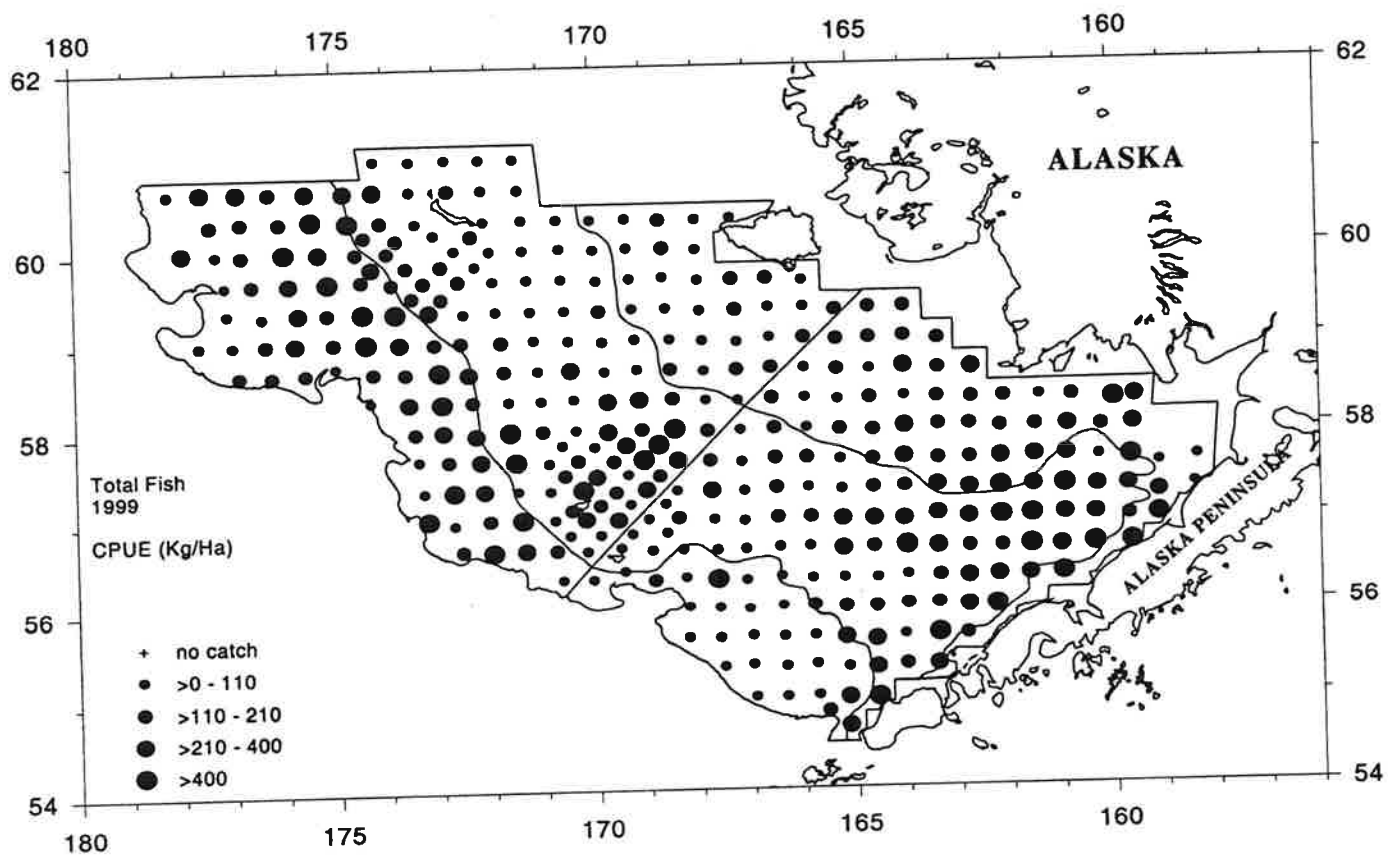 180 175 170 165 160
62 62
ALASKA
60 60
58 58
Total Fish
1999
CPUE (Kg/Ha)
ALASKA PENINSULA
56 56
+ no catch
>0 - 110
>110 - 210
>210 - 400
>400
54 54
180 175 170 165 160